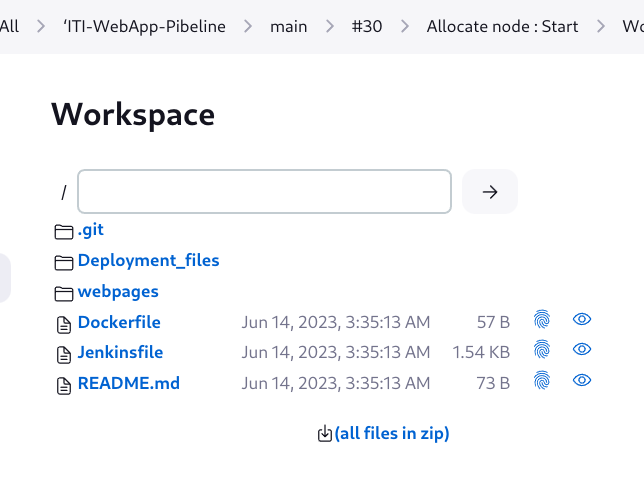 All > ‘ITI-WebApp-Pibeline > main > #30 > Allocate node : Start > Wo
Workspace
/
.git
Deployment_files
webpages
Dockerfile Jun 14, 2023, 3:35:13 AM 57 B
Jenkinsfile Jun 14, 2023, 3:35:13 AM 1.54 KB
README.md Jun 14, 2023, 3:35:13 AM 73 B
(all files in zip)